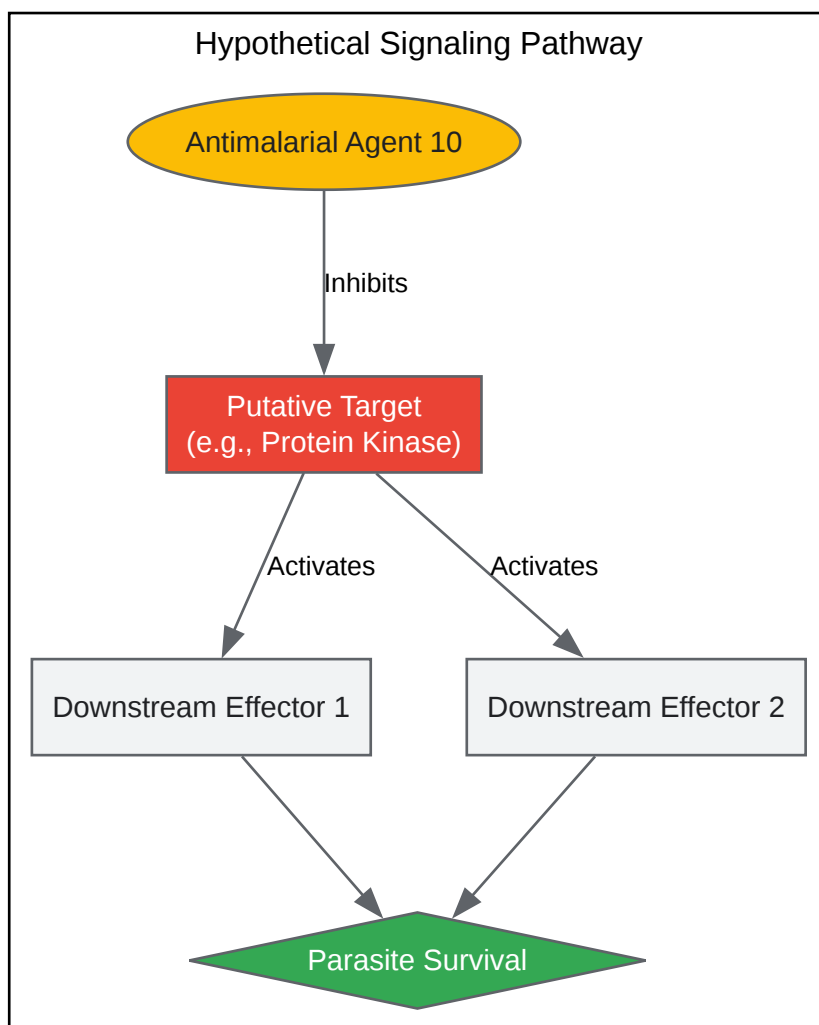 Hypothetical Signaling Pathway
Antimalarial Agent 10
Inhibits
Putative Target
(e.g., Protein Kinase)
Activates
Activates
Downstream Effector 1
Downstream Effector 2
Parasite Survival